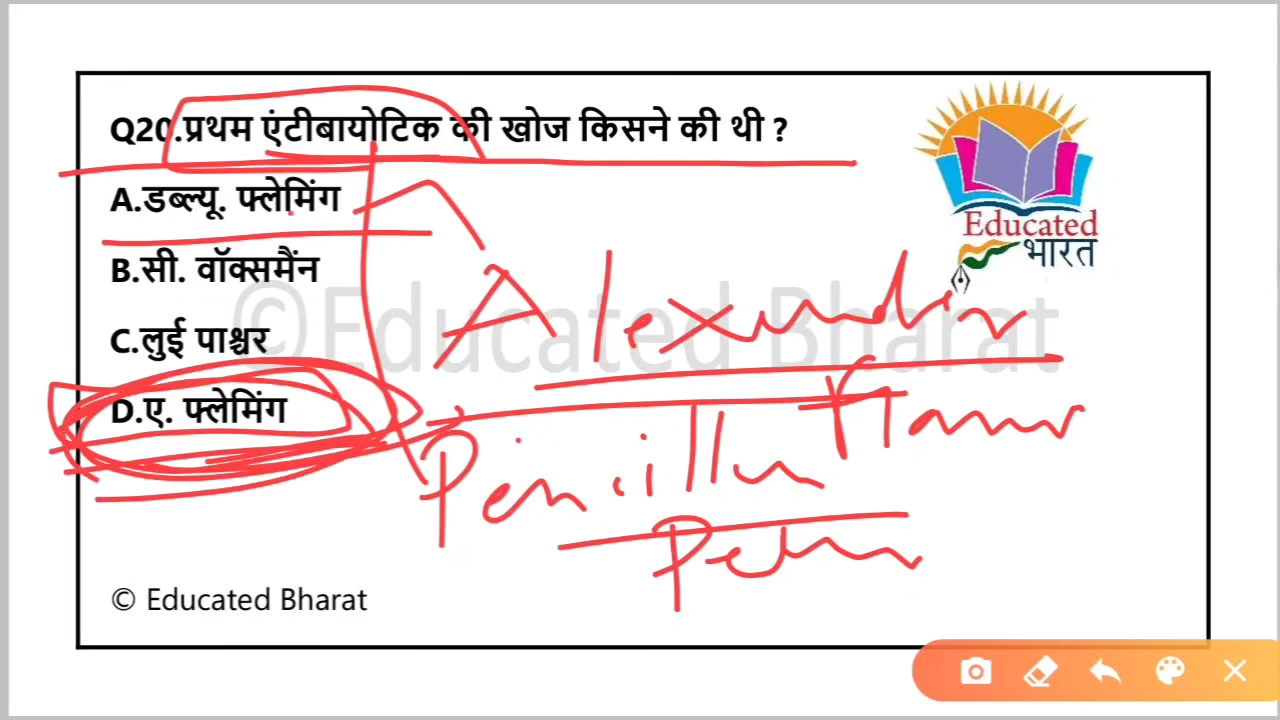 Q20.प्रथम एंटीबायोटिक की खोज किसने की थी ?
A.डब्ल्यू. फ्लेमिंग
B.सी. वॉक्समैंन
C.लुई पाश्चर
D.ए. फ्लेमिंग
Educated
भारत
©Educated Bharat
© Educated Bharat